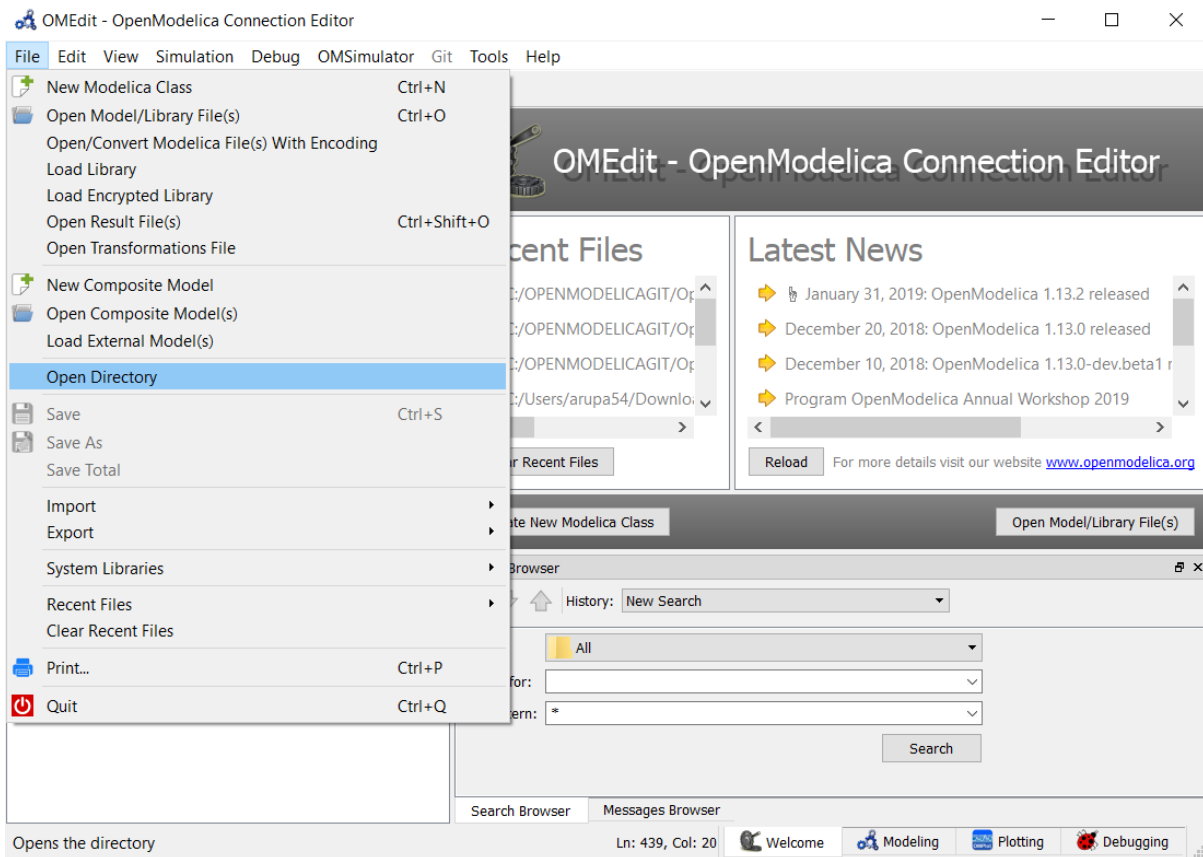 OMEdit - OpenModelica Connection Editor
File Edit View Simulation Debug OMSimulator Git Tools Help
New Modelica Class Ctrl+N
Open Model/Library File(s) Ctrl+O
Open/Convert Modelica File(s) With Encoding
Load Library
Load Encrypted Library
Open Result File(s) Ctrl+Shift+O
Open Transformations File
New Composite Model
Open Composite Model(s)
Load External Model(s)
Open Directory
Save Ctrl+S
Save As
Save Total
Import
Export
System Libraries
Recent Files
Clear Recent Files
Print... Ctrl+P
Quit Ctrl+Q
OMEdit - OpenModelica Connection Editor
cent Files
C:/OPENMODELICAGIT/Op
C:/OPENMODELICAGIT/Op
C:/OPENMODELICAGIT/Op
C:/Users/arupa54/Downloa
r Recent Files
Latest News
January 31, 2019: OpenModelica 1.13.2 released
December 20, 2018: OpenModelica 1.13.0 released
December 10, 2018: OpenModelica 1.13.0-dev.beta1 r
Program OpenModelica Annual Workshop 2019
Reload For more details visit our website www.openmodelica.org
ate New Modelica Class Open Model/Library File(s)
Browser
History: New Search
All
for:
ern: *
Search
Search Browser Messages Browser
Opens the directory Ln: 439, Col: 20 Welcome Modeling Plotting Debugging